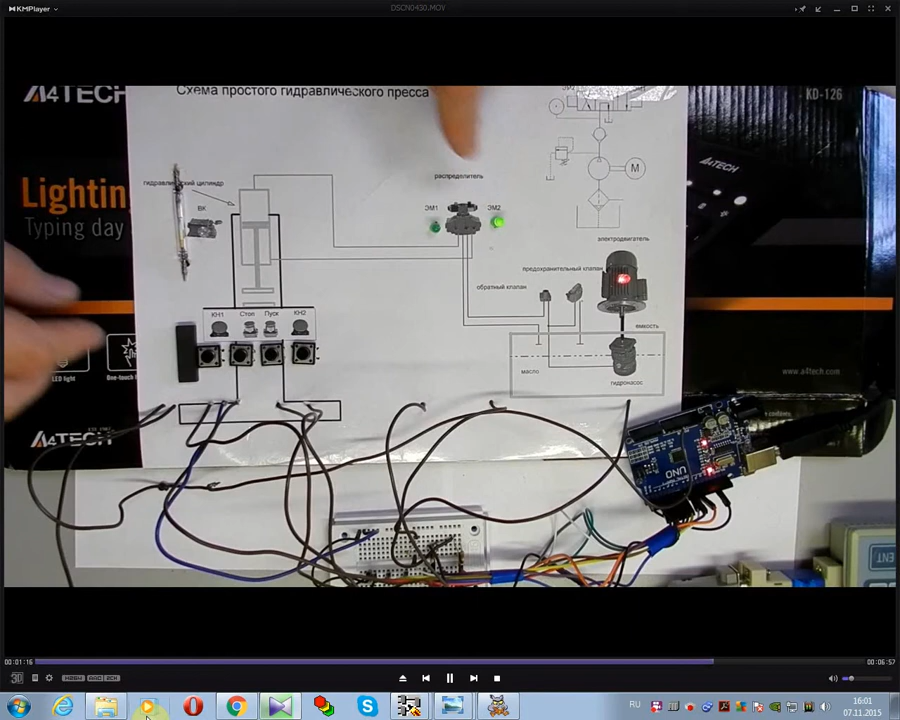 KMPlayer
DSCN0430.MOV
A4TECH
Схема простого гидравлического пресса
KD-126
A4TECH
M
Lighting
Typing day
гидравлический цилиндр
ВК
распределитель
ЭМ1
ЭМ2
электродвигатель
предохранительный клапан
обратный клапан
КН1
Стоп
Пуск
КН2
емкость
масло
гидронасос
LED light
One-touch
www.a4tech.com
A4TECH
UNO
ENT
00:01:16
00:06:57
3D
RU
16:01
07.11.2015